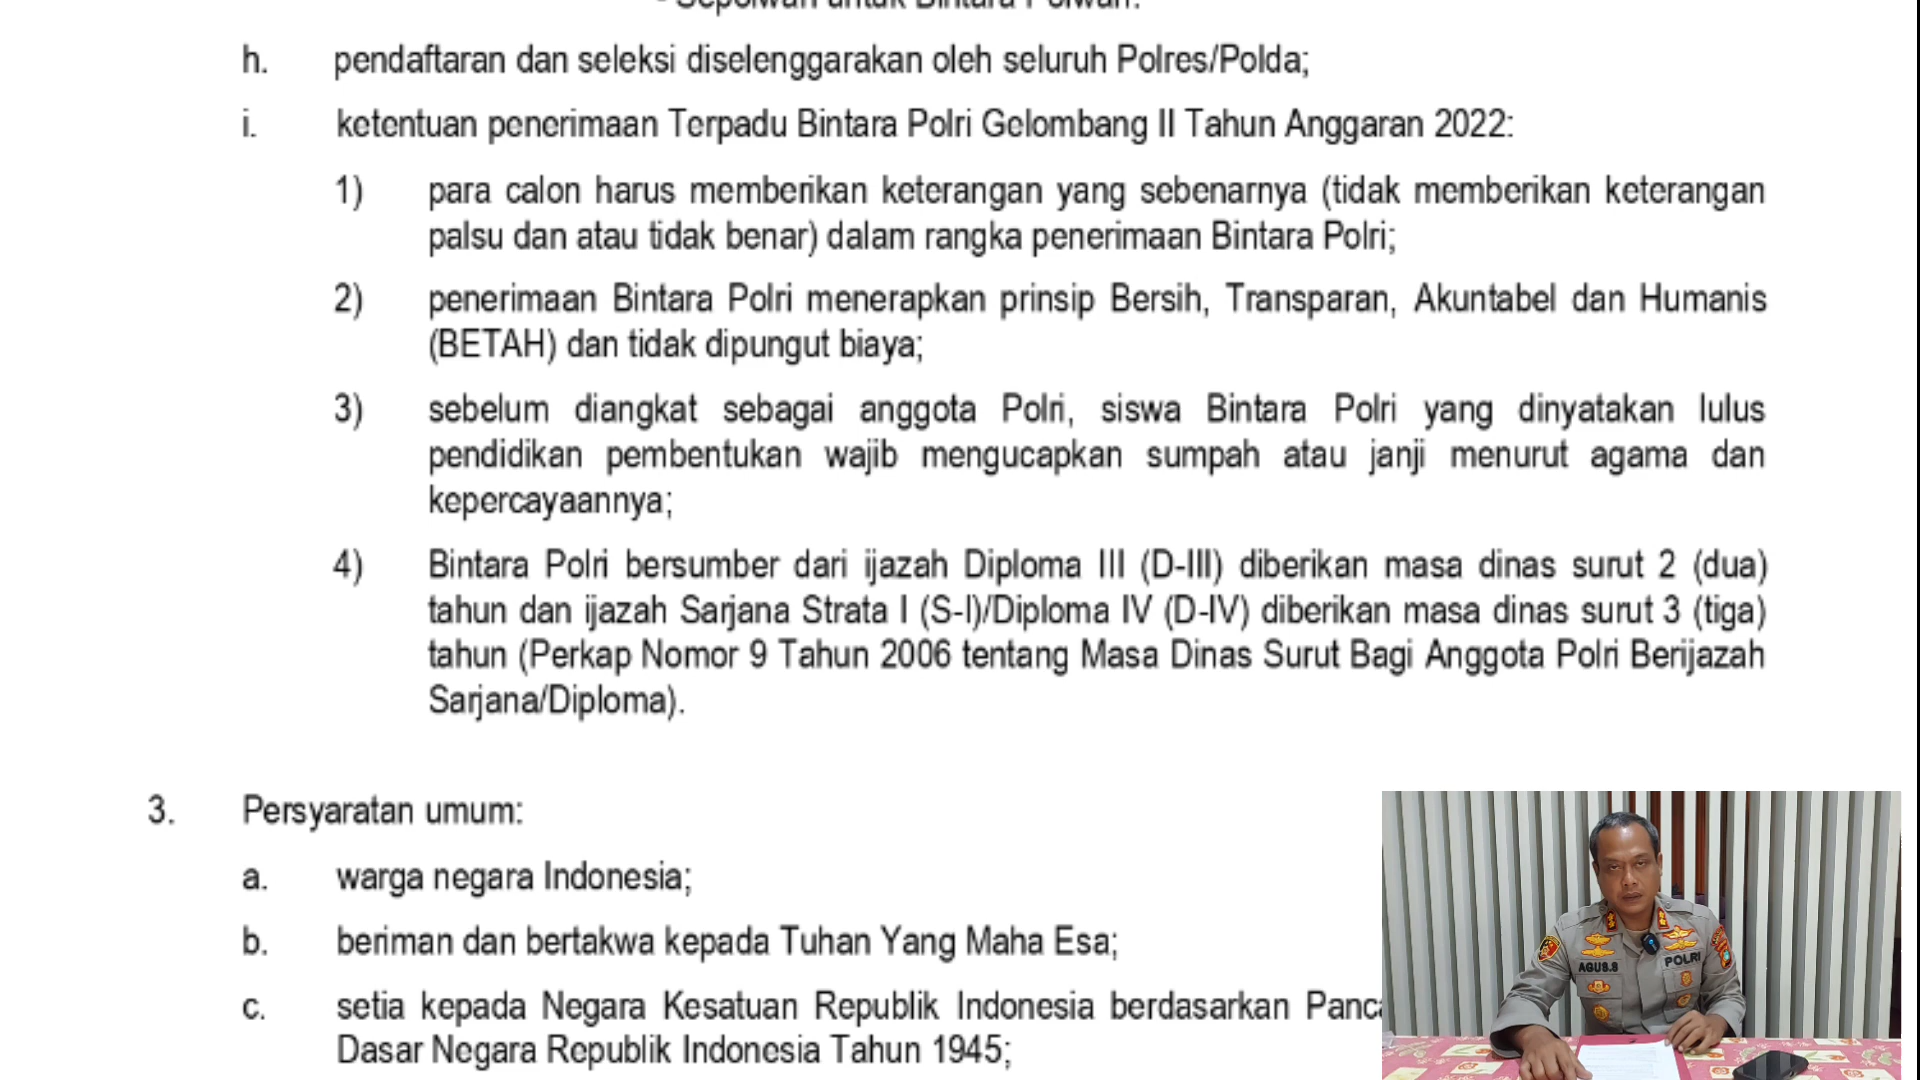 - Sepolwan untuk Bintara Polwan.
h. pendaftaran dan seleksi diselenggarakan oleh seluruh Polres/Polda;
i. ketentuan penerimaan Terpadu Bintara Polri Gelombang II Tahun Anggaran 2022:
1) para calon harus memberikan keterangan yang sebenarnya (tidak memberikan keterangan
palsu dan atau tidak benar) dalam rangka penerimaan Bintara Polri;
2) penerimaan Bintara Polri menerapkan prinsip Bersih, Transparan, Akuntabel dan Humanis
(BETAH) dan tidak dipungut biaya;
3) sebelum diangkat sebagai anggota Polri, siswa Bintara Polri yang dinyatakan lulus
pendidikan pembentukan wajib mengucapkan sumpah atau janji menurut agama dan
kepercayaannya;
4) Bintara Polri bersumber dari ijazah Diploma III (D-III) diberikan masa dinas surut 2 (dua)
tahun dan ijazah Sarjana Strata I (S-I)/Diploma IV (D-IV) diberikan masa dinas surut 3 (tiga)
tahun (Perkap Nomor 9 Tahun 2006 tentang Masa Dinas Surut Bagi Anggota Polri Berijazah
Sarjana/Diploma).
3. Persyaratan umum:
a. warga negara Indonesia;
b. beriman dan bertakwa kepada Tuhan Yang Maha Esa;
c. setia kepada Negara Kesatuan Republik Indonesia berdasarkan Panca
Dasar Negara Republik Indonesia Tahun 1945;
AGUS.S
POLRI